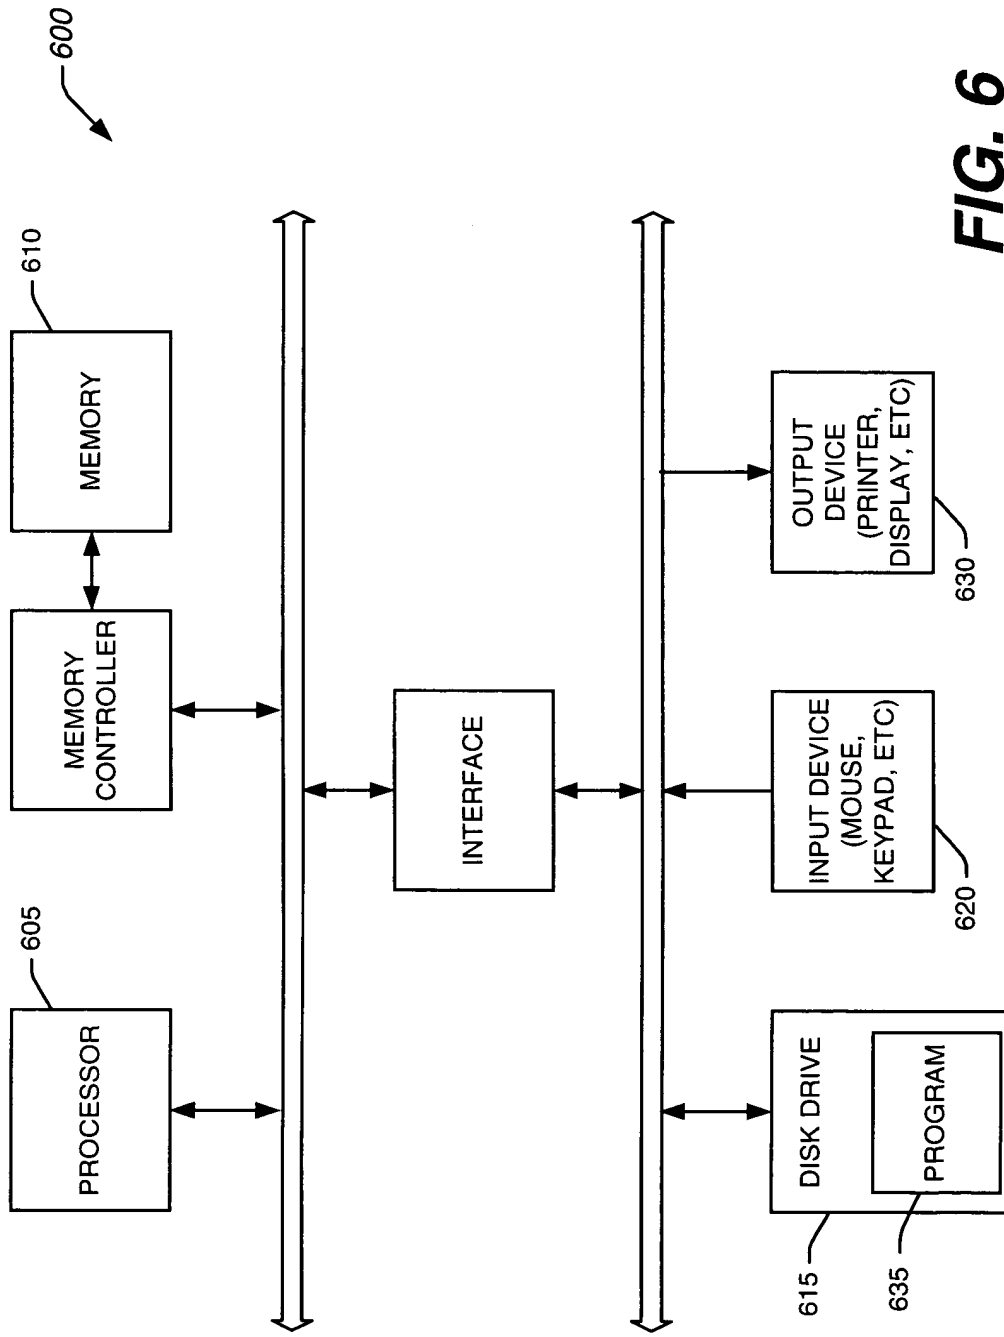 600
605
610
PROCESSOR
MEMORY
CONTROLLER
MEMORY
INTERFACE
DISK DRIVE
PROGRAM
615
635
INPUT DEVICE
(MOUSE,
KEYPAD, ETC)
620
OUTPUT
DEVICE
(PRINTER,
DISPLAY, ETC)
630
FIG. 6